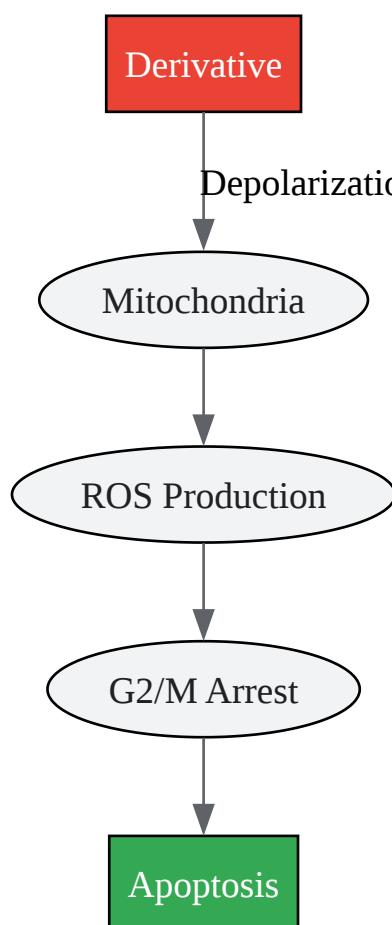 Derivative
Depolarizatio
Mitochondria
ROS Production
G2/M Arrest
Apoptosis